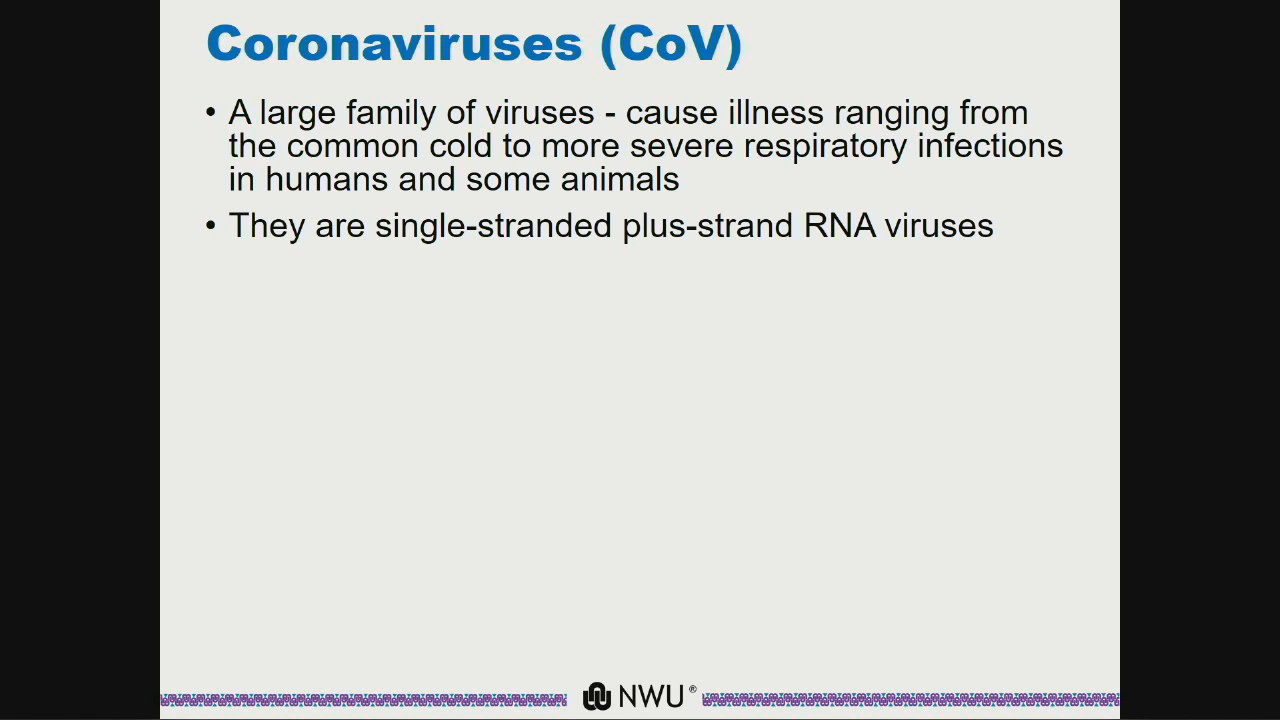 Coronaviruses (CoV)
• A large family of viruses - cause illness ranging from
the common cold to more severe respiratory infections
in humans and some animals
• They are single-stranded plus-strand RNA viruses
NWU®